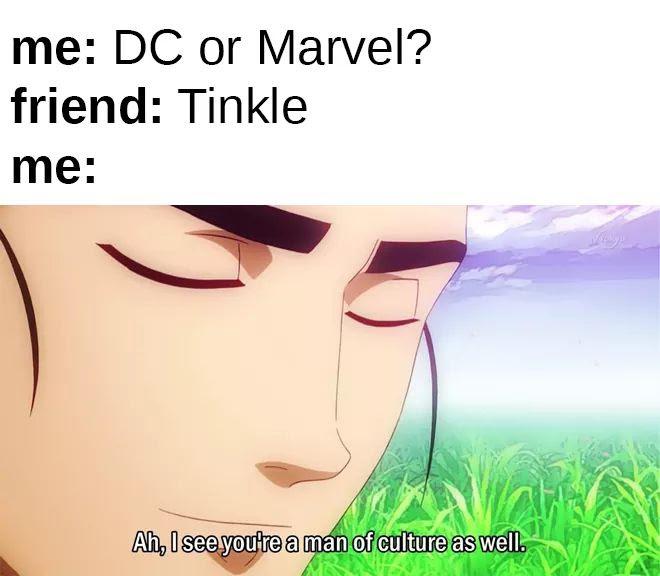 me: DC or Marvel?
friend: Tinkle
me:
Ah, I see you're a man of culture as well.